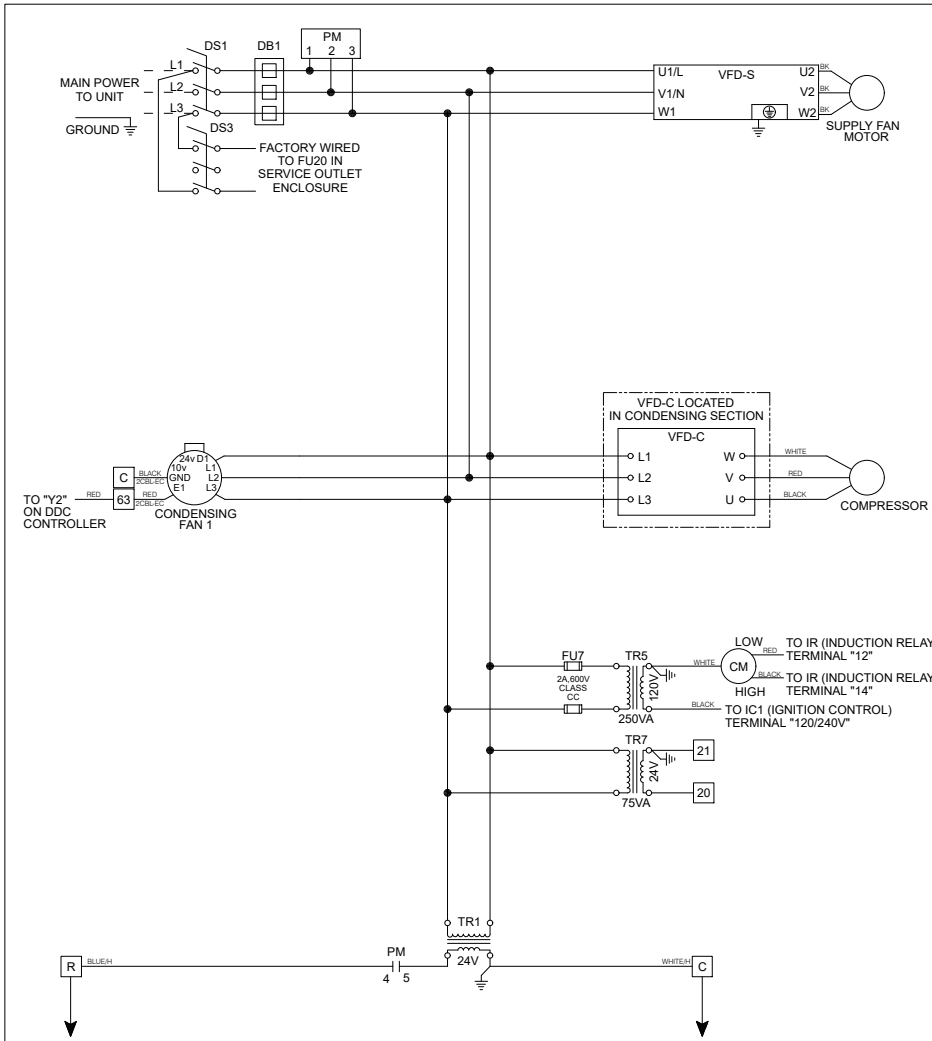 DS1
DB1
PM
1 2 3
L1
MAIN POWER
TO UNIT
L2
L3
GROUND
DS3
FACTORY WIRED
TO FU20 IN
SERVICE OUTLET
ENCLOSURE
U1/L
VFD-S
U2
BK
V1/N
V2
BK
W1
W2
BK
SUPPLY FAN
MOTOR
VFD-C LOCATED
IN CONDENSING SECTION
VFD-C
L1
W
WHITE
L2
V
RED
L3
U
BLACK
COMPRESSOR
24v D1
10v L1
GND L2
E1 L3
C
BLACK
2CBL-EC
TO "Y2"
ON DDC
CONTROLLER
RED
63
RED
2CBL-EC
CONDENSING
FAN 1
FU7
2A,600V
CLASS
CC
TR5
120V
250VA
WHITE
LOW
CM
HIGH
RED
TO IR (INDUCTION RELAY
TERMINAL "12"
BLACK
TO IR (INDUCTION RELAY
TERMINAL "14"
BLACK
TO IC1 (IGNITION CONTROL)
TERMINAL "120/240V"
TR7
24V
75VA
21
20
TR1
24V
R
BLUE/H
PM
4 5
WHITE/H
C